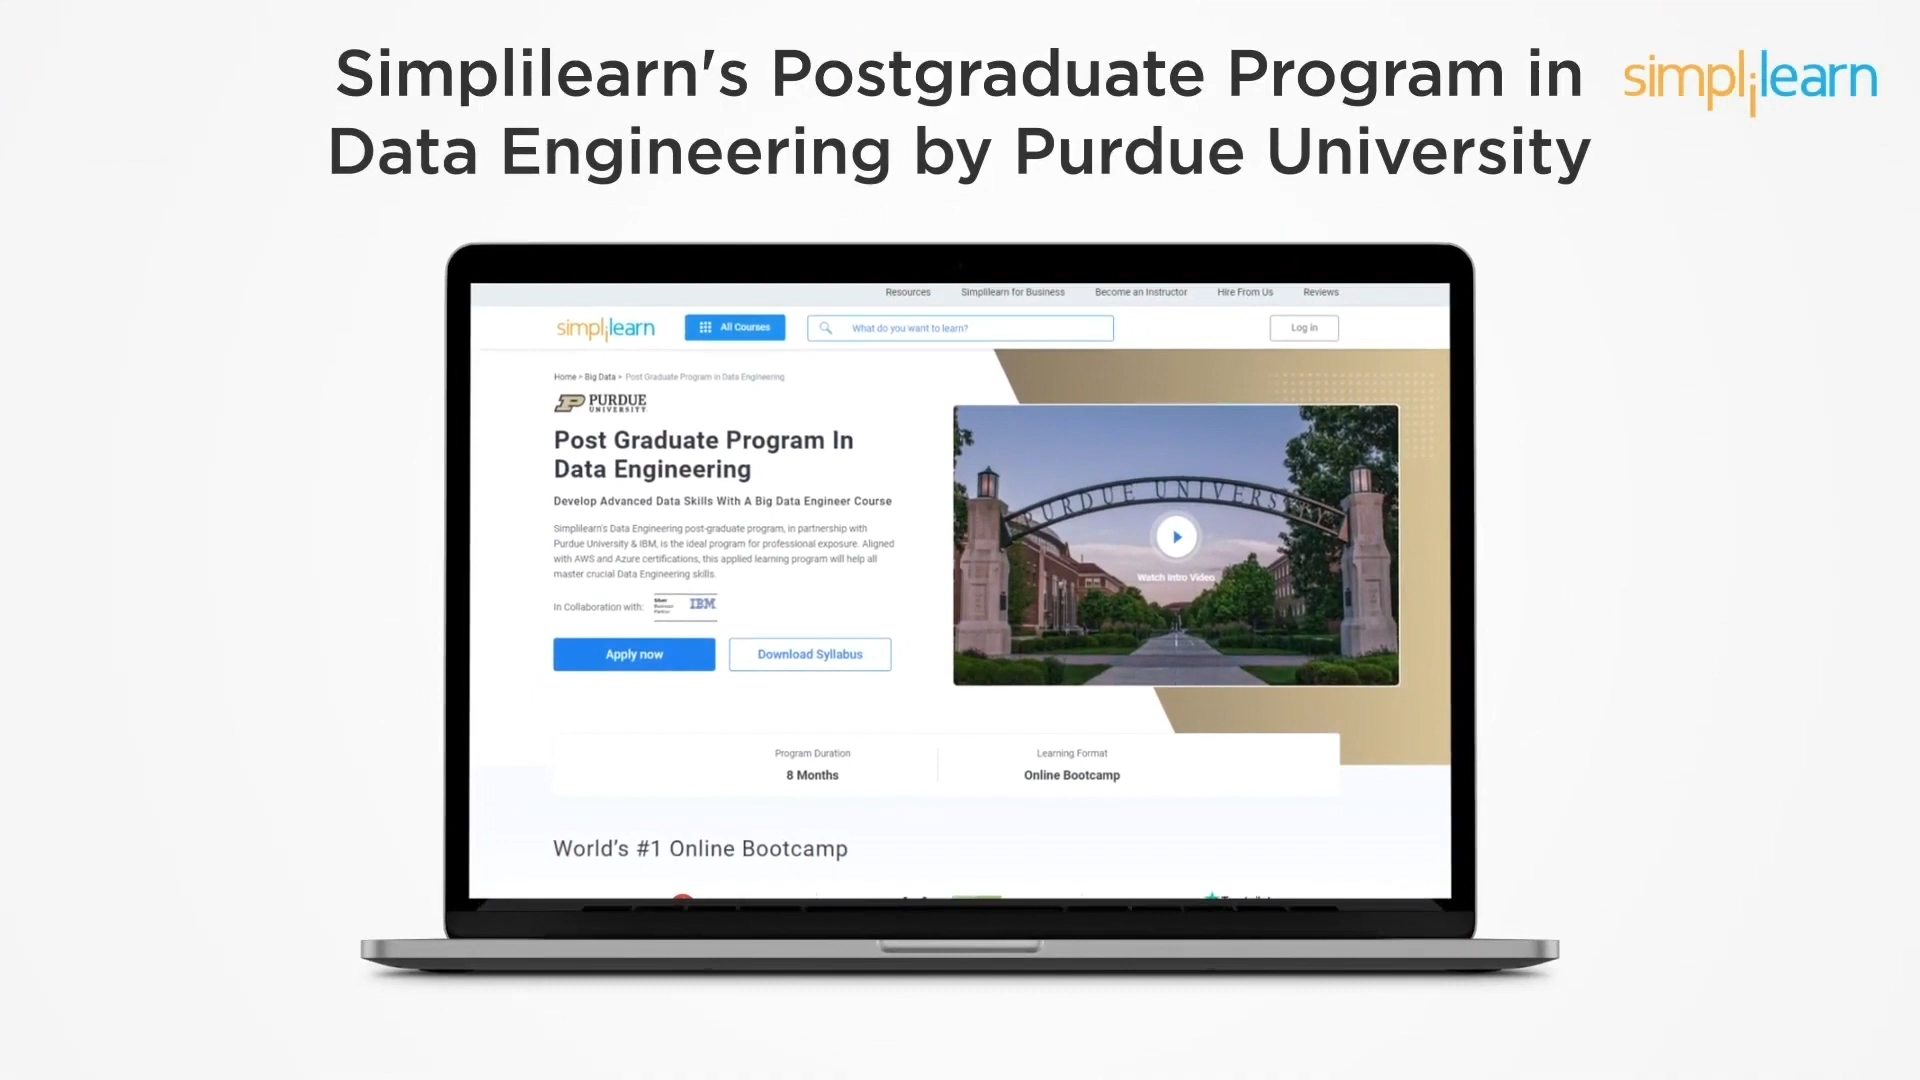 Simplilearn's Postgraduate Program in
Data Engineering by Purdue University
simplilearn
Resources Simplilearn for Business Become an Instructor Hire From Us Reviews
simplilearn All Courses What do you want to learn? Log in
Home > Big Data > Post Graduate Program in Data Engineering
PURDUE
UNIVERSITY
Post Graduate Program In
Data Engineering
Develop Advanced Data Skills With A Big Data Engineer Course
Simplilearn's Data Engineering post-graduate program, in partnership with
Purdue University & IBM, is the ideal program for professional exposure. Aligned
with AWS and Azure certifications, this applied learning program will help all
master crucial Data Engineering skills.
In Collaboration with: Silver Business Partner IBM
Apply now Download Syllabus
PURDUE UNIVERSITY
Watch Intro Video
Program Duration Learning Format
8 Months Online Bootcamp
World's #1 Online Bootcamp